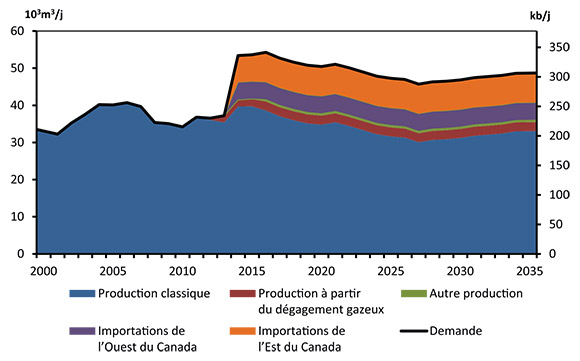 10³m³/j
kb/j
60
50
40
30
20
10
0
350
300
250
200
150
100
50
0
2000 2005 2010 2015 2020 2025 2030 2035
Production classique
Production à partir du dégagement gazeux
Autre production
Importations de l'Ouest du Canada
Importations de l'Est du Canada
Demande